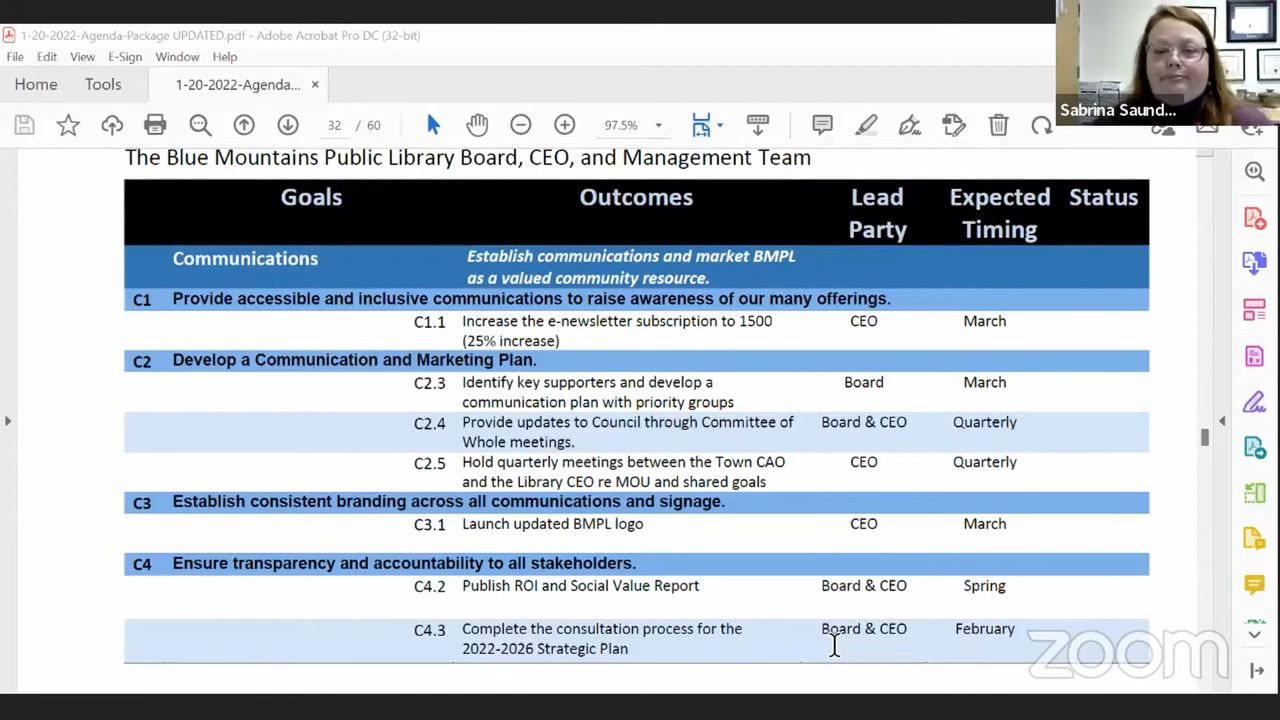 1-20-2022-Agenda-Package UPDATED.pdf - Adobe Acrobat Pro DC (32-bit)
File Edit View E-Sign Window Help
Home Tools 1-20-2022-Agenda... ×
32 / 60 97.5%
Sabrina Saund...
The Blue Mountains Public Library Board, CEO, and Management Team
Goals Outcomes Lead Party Expected Timing Status
Communications Establish communications and market BMPL
as a valued community resource.
C1 Provide accessible and inclusive communications to raise awareness of our many offerings.
C1.1 Increase the e-newsletter subscription to 1500 CEO March
(25% increase)
C2 Develop a Communication and Marketing Plan.
C2.3 Identify key supporters and develop a Board March
communication plan with priority groups
C2.4 Provide updates to Council through Committee of Board & CEO Quarterly
Whole meetings.
C2.5 Hold quarterly meetings between the Town CAO CEO Quarterly
and the Library CEO re MOU and shared goals
C3 Establish consistent branding across all communications and signage.
C3.1 Launch updated BMPL logo CEO March
C4 Ensure transparency and accountability to all stakeholders.
C4.2 Publish ROI and Social Value Report Board & CEO Spring
C4.3 Complete the consultation process for the Board & CEO February
2022-2026 Strategic Plan
zoom